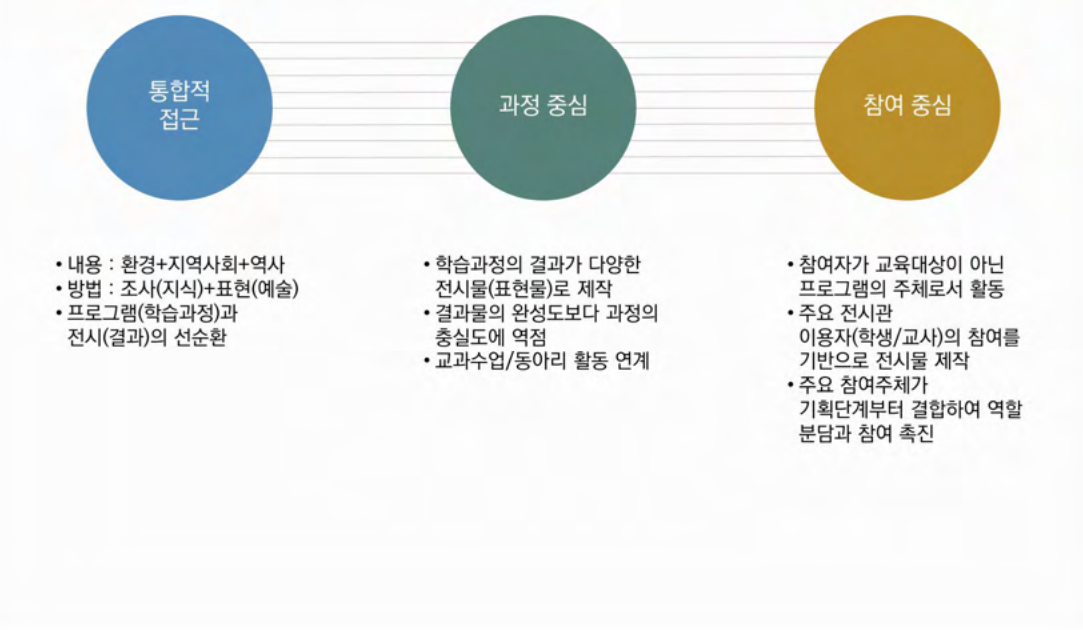 통합적
접근
과정 중심
참여 중심
• 내용 : 환경+지역사회+역사
• 방법 : 조사(지식)+표현(예술)
• 프로그램(학습과정)과
전시(결과)의 선순환
• 학습과정의 결과가 다양한
전시물(표현물)로 제작
• 결과물의 완성도보다 과정의
충실도에 역점
• 교과수업/동아리 활동 연계
• 참여자가 교육대상이 아닌
프로그램의 주체로서 활동
• 주요 전시관
이용자(학생/교사)의 참여를
기반으로 전시물 제작
• 주요 참여주체가
기획단계부터 결합하여 역할
분담과 참여 촉진